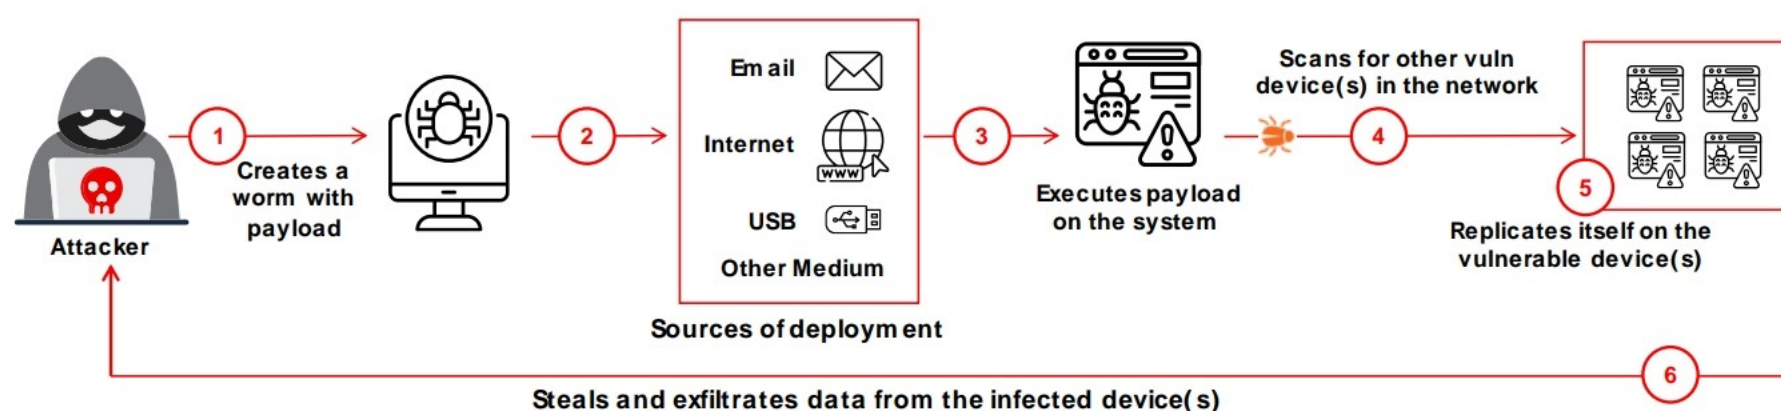 1
Creates a
worm with
payload
Attacker
2
Email
Internet
www
USB
Other Medium
Sources of deployment
3
Executes payload
on the system
Scans for other vuln
device(s) in the network
4
5
Replicates itself on the
vulnerable device(s)
6
Steals and exfiltrates data from the infected device(s)